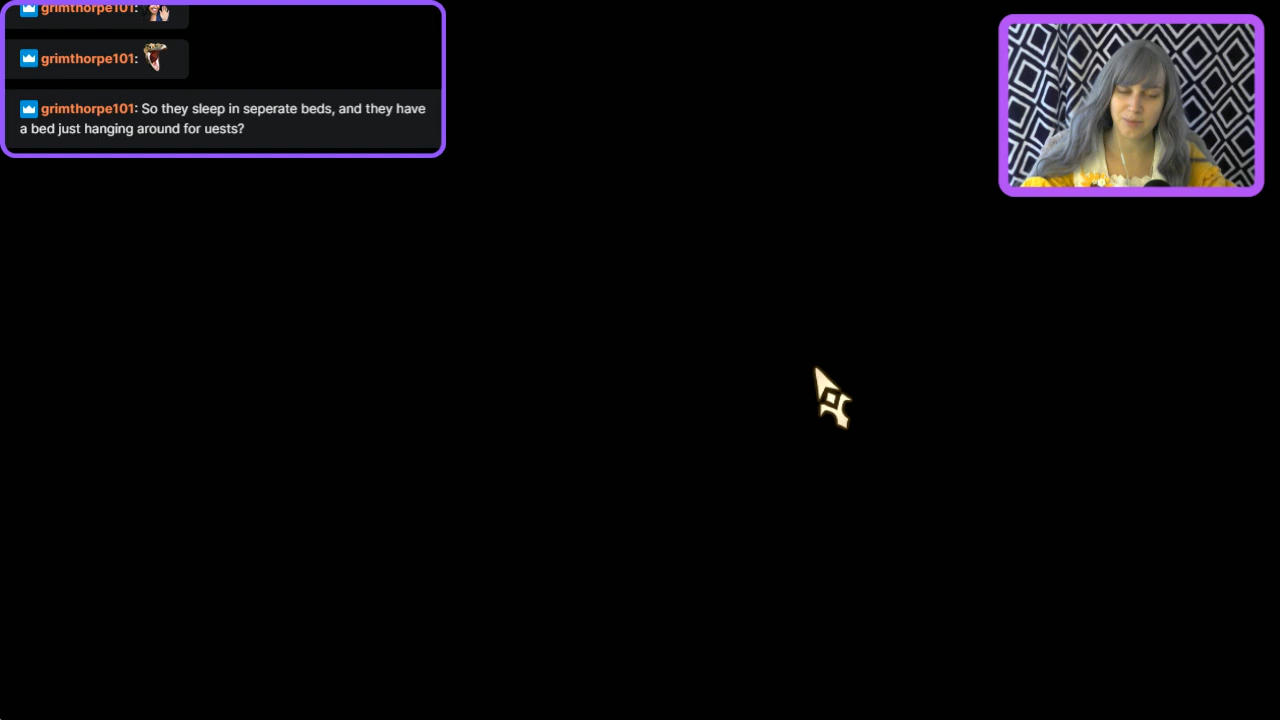 grimthorpe101:
grimthorpe101:
grimthorpe101: So they sleep in seperate beds, and they have
a bed just hanging around for uests?